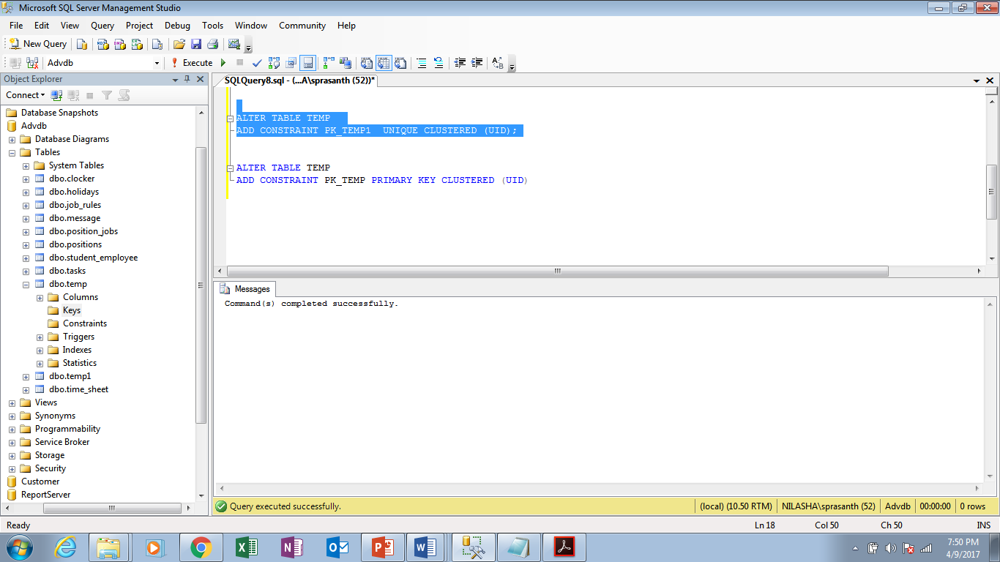 Microsoft SQL Server Management Studio
File Edit View Query Project Debug Tools Window Community Help
New Query
Advdb Execute
Object Explorer
Connect
Database Snapshots
Advdb
Database Diagrams
Tables
System Tables
dbo.clocker
dbo.holidays
dbo.job_rules
dbo.message
dbo.position_jobs
dbo.positions
dbo.student_employee
dbo.tasks
dbo.temp
Columns
Keys
Constraints
Triggers
Indexes
Statistics
dbo.temp1
dbo.time_sheet
Views
Synonyms
Programmability
Service Broker
Storage
Security
Customer
ReportServer
SQLQuery8.sql - (...A\sprasanth (52))*
ALTER TABLE TEMP
ADD CONSTRAINT PK_TEMP1  UNIQUE CLUSTERED (UID);
ALTER TABLE TEMP
ADD CONSTRAINT PK_TEMP PRIMARY KEY CLUSTERED (UID)
Messages
Command(s) completed successfully.
Query executed successfully. (local) (10.50 RTM) NILASHA\sprasanth (52) Advdb 00:00:00 0 rows
Ready Ln 18 Col 50 Ch 50 INS
7:50 PM
4/9/2017